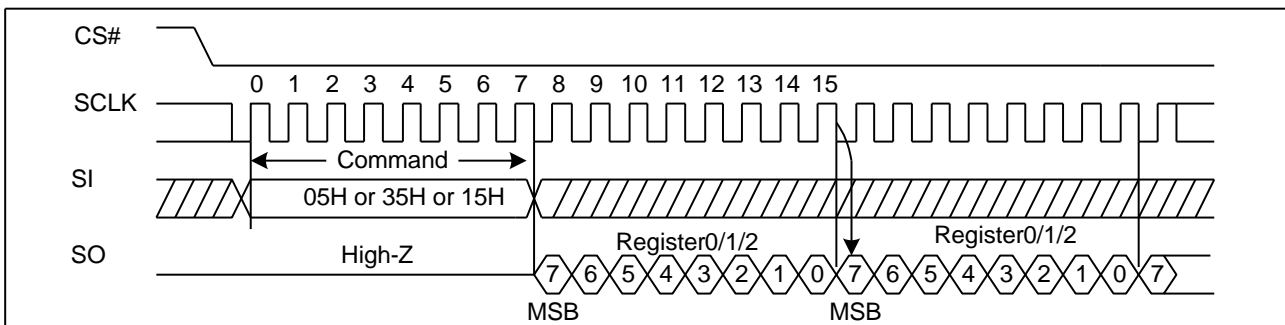 CS#
0 1 2 3 4 5 6 7 8 9 10 11 12 13 14 15
SCLK
Command
SI
05H or 35H or 15H
Register0/1/2 Register0/1/2
SO High-Z
7 6 5 4 3 2 1 0 7 6 5 4 3 2 1 0 7
MSB MSB